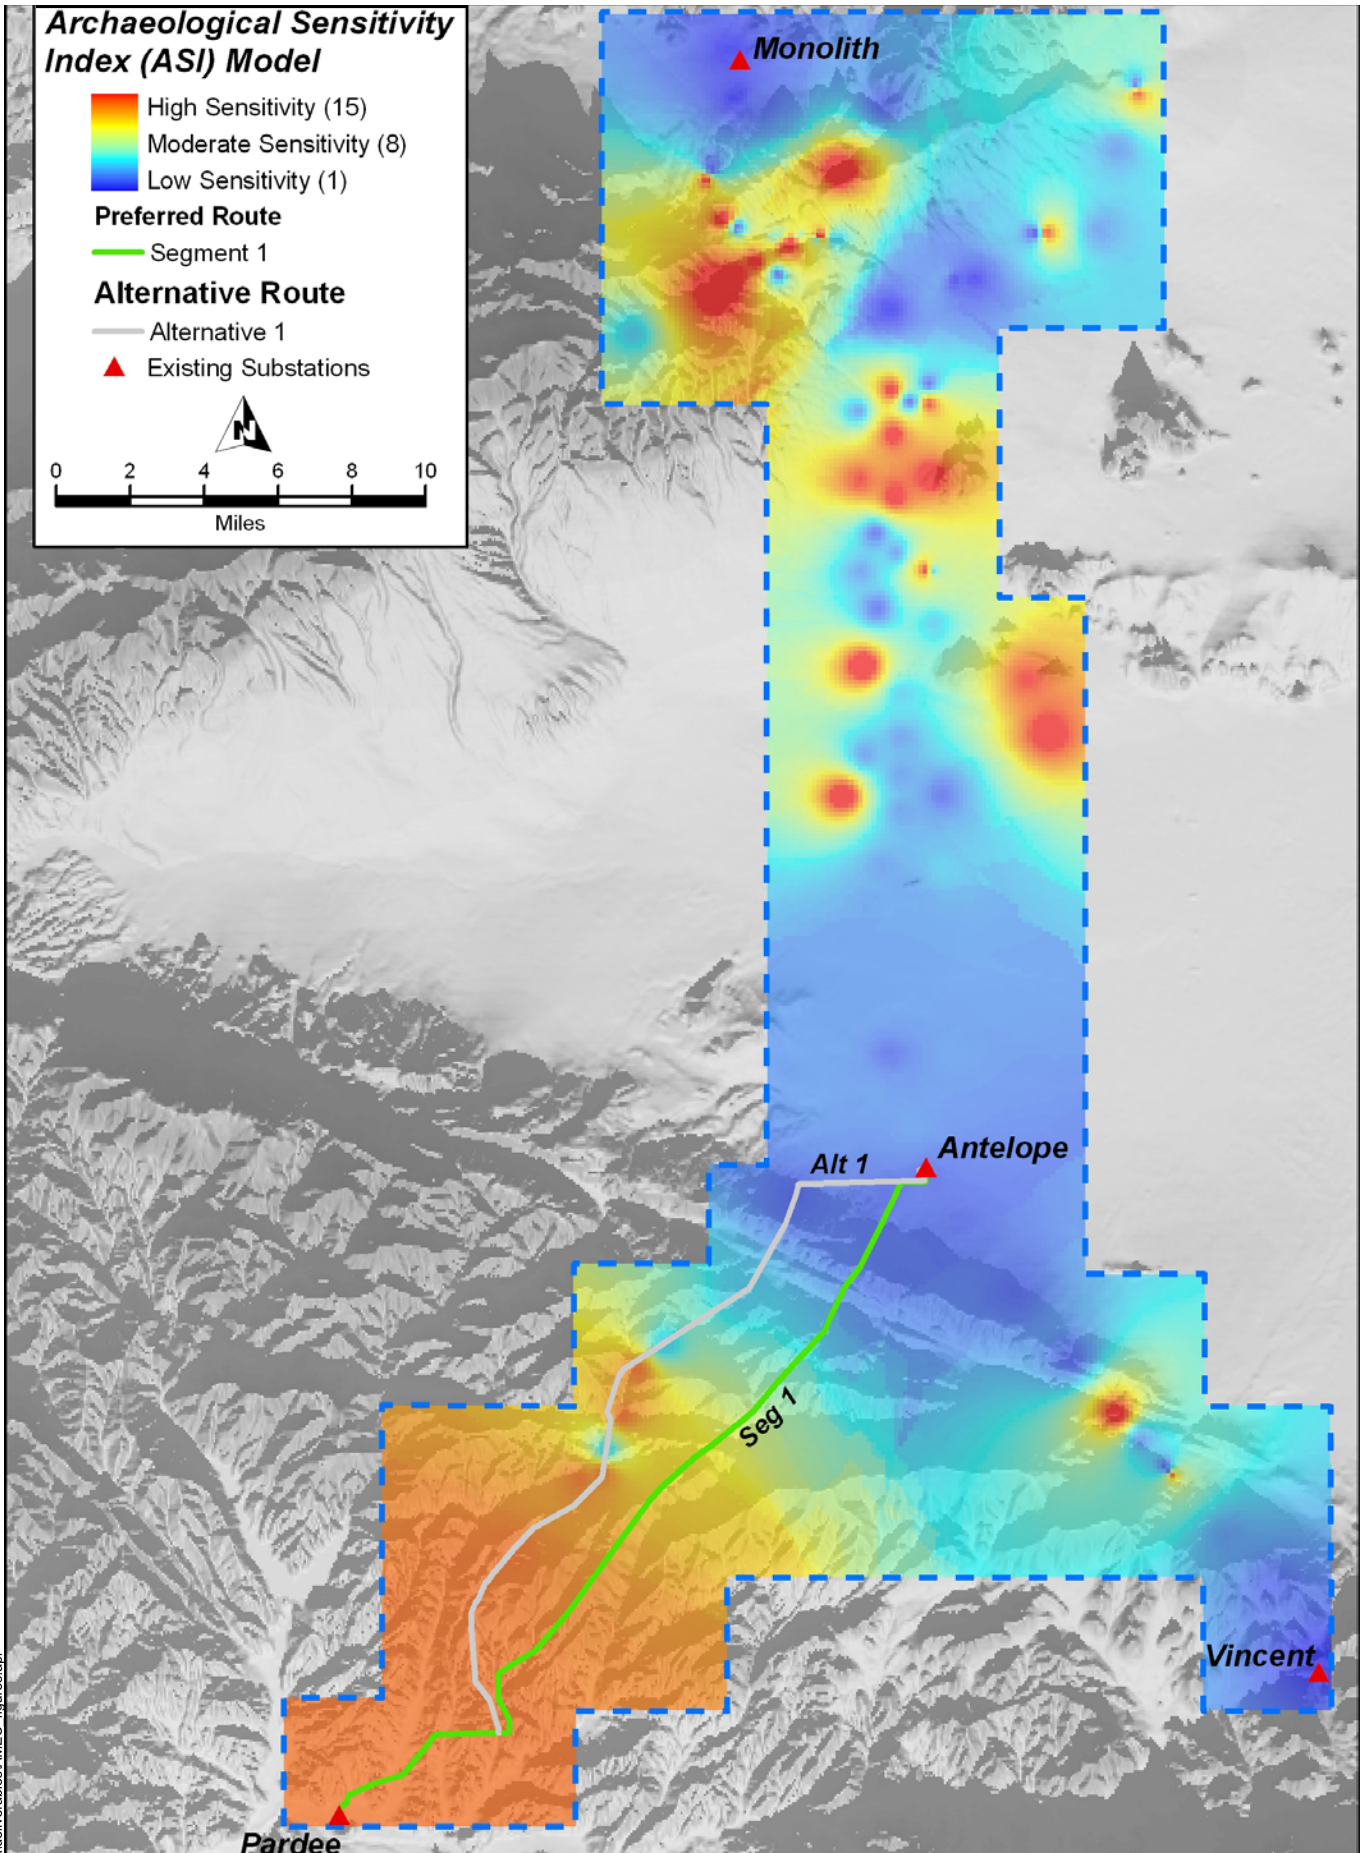 Archaeological Sensitivity
Index (ASI) Model
High Sensitivity (15)
Moderate Sensitivity (8)
Low Sensitivity (1)
Preferred Route
Segment 1
Alternative Route
Alternative 1
Existing Substations
N
0 2 4 6 8 10
Miles
Monolith
Antelope
Alt 1
Seg 1
Vincent
Pardee